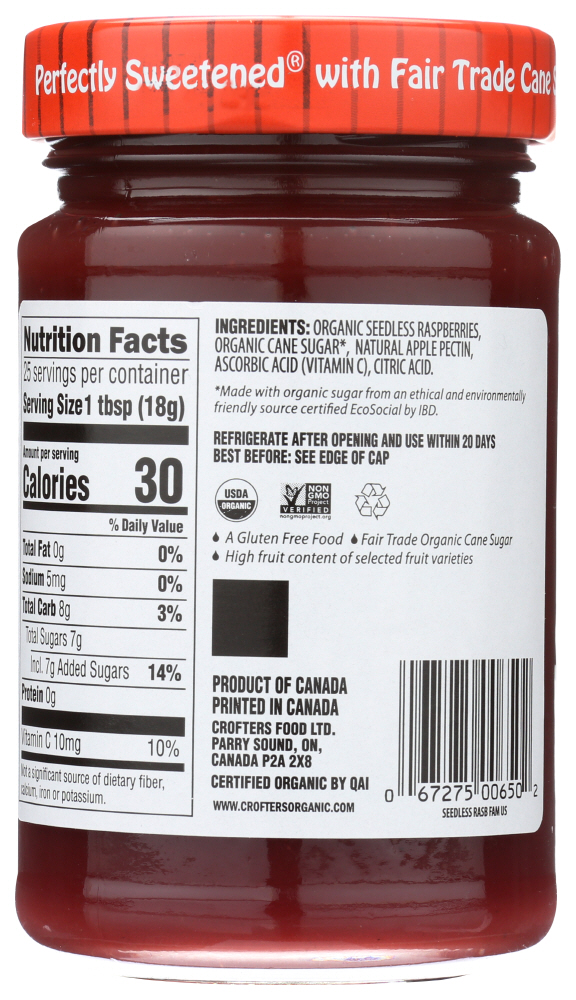 Perfectly Sweetened® with Fair Trade Cane
Nutrition Facts
25 servings per container
Serving Size 1 tbsp (18g)
Amount per serving
Calories 30
% Daily Value
Total Fat 0g 0%
Sodium 5mg 0%
Total Carb 8g 3%
Total Sugars 7g
Incl. 7g Added Sugars 14%
Protein 0g
Vitamin C 10mg 10%
Not a significant source of dietary fiber,
calcium, iron or potassium.
INGREDIENTS: ORGANIC SEEDLESS RASPBERRIES,
ORGANIC CANE SUGAR*, NATURAL APPLE PECTIN,
ASCORBIC ACID (VITAMIN C), CITRIC ACID.
*Made with organic sugar from an ethical and environmentally
friendly source certified EcoSocial by IBD.
REFRIGERATE AFTER OPENING AND USE WITHIN 20 DAYS
BEST BEFORE: SEE EDGE OF CAP
USDA
ORGANIC
NON
GMO
Project
VERIFIED
nongmoproject.org
A Gluten Free Food Fair Trade Organic Cane Sugar
High fruit content of selected fruit varieties
PRODUCT OF CANADA
PRINTED IN CANADA
CROFTERS FOOD LTD.
PARRY SOUND, ON,
CANADA P2A 2X8
CERTIFIED ORGANIC BY QAI
WWW.CROFTERSORGANIC.COM
0 67275 00650 2
SEEDLESS RASB FAM US